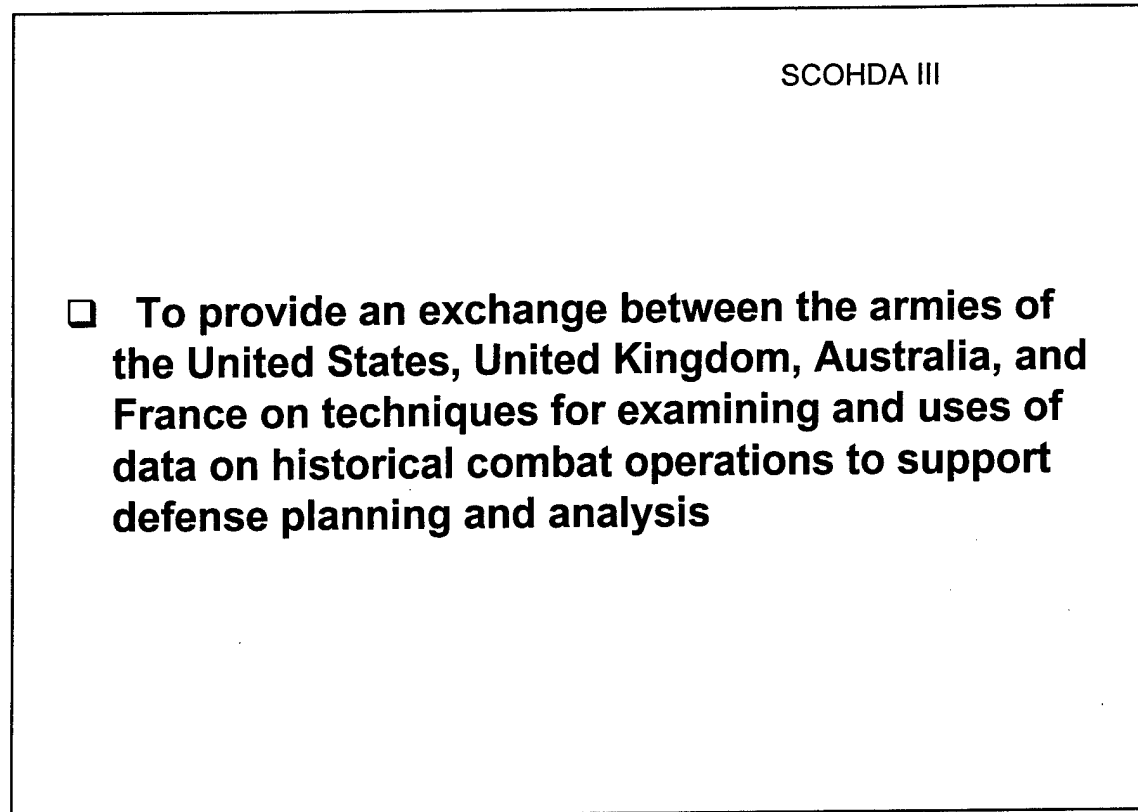 SCOHDA III
❑ To provide an exchange between the armies of
the United States, United Kingdom, Australia, and
France on techniques for examining and uses of
data on historical combat operations to support
defense planning and analysis